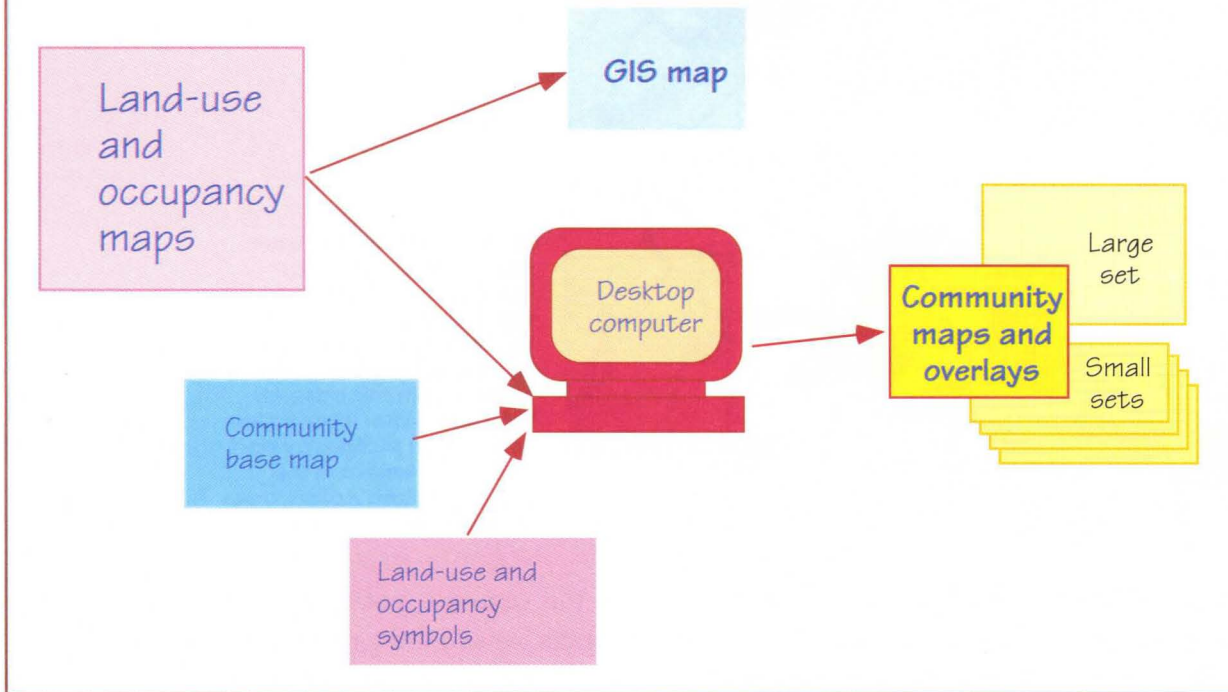 Land-use
and
occupancy
maps
GIS map
Desktop
computer
Large
set
Community
maps and
overlays
Small
sets
Community
base map
Land-use and
occupancy
symbols